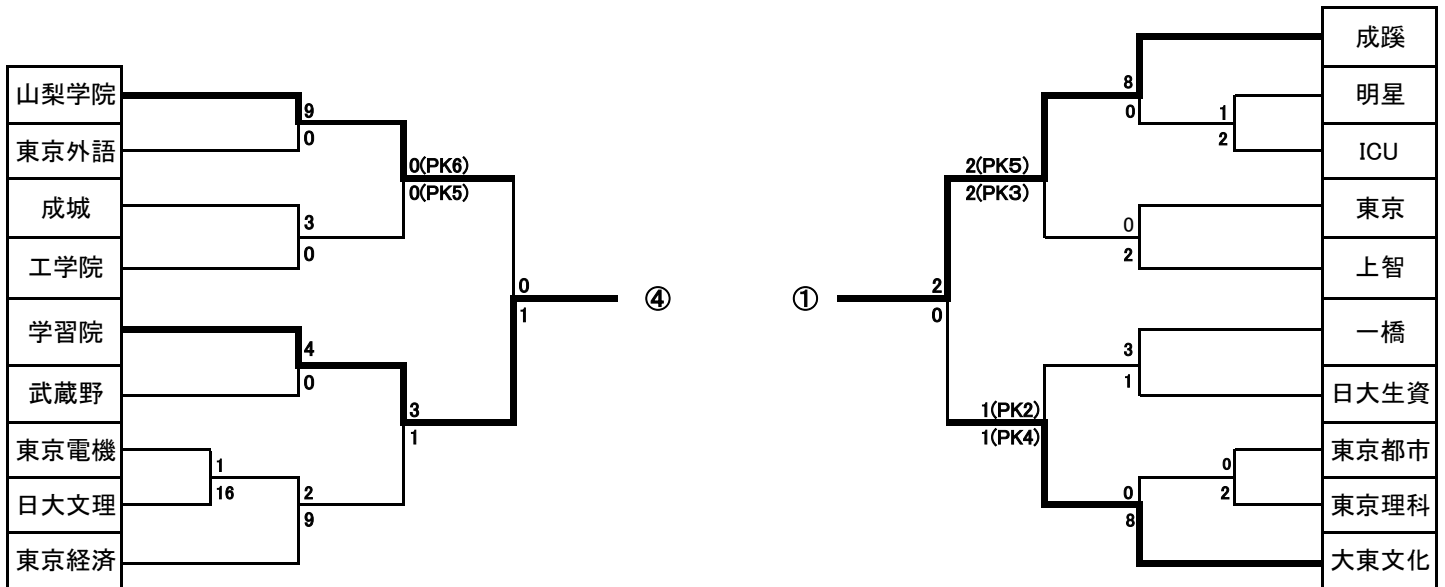 山梨学院
東京外語
成城
工学院
学習院
武蔵野
東京電機
日大文理
東京経済
9
0
3
0
4
0
1
16
2
9
0(PK6)
0(PK5)
3
1
0
1
④
①
2
0
2(PK5)
2(PK3)
1(PK2)
1(PK4)
8
0
0
2
3
1
0
8
1
2
0
2
成蹊
明星
ICU
東京
上智
一橋
日大生資
東京都市
東京理科
大東文化